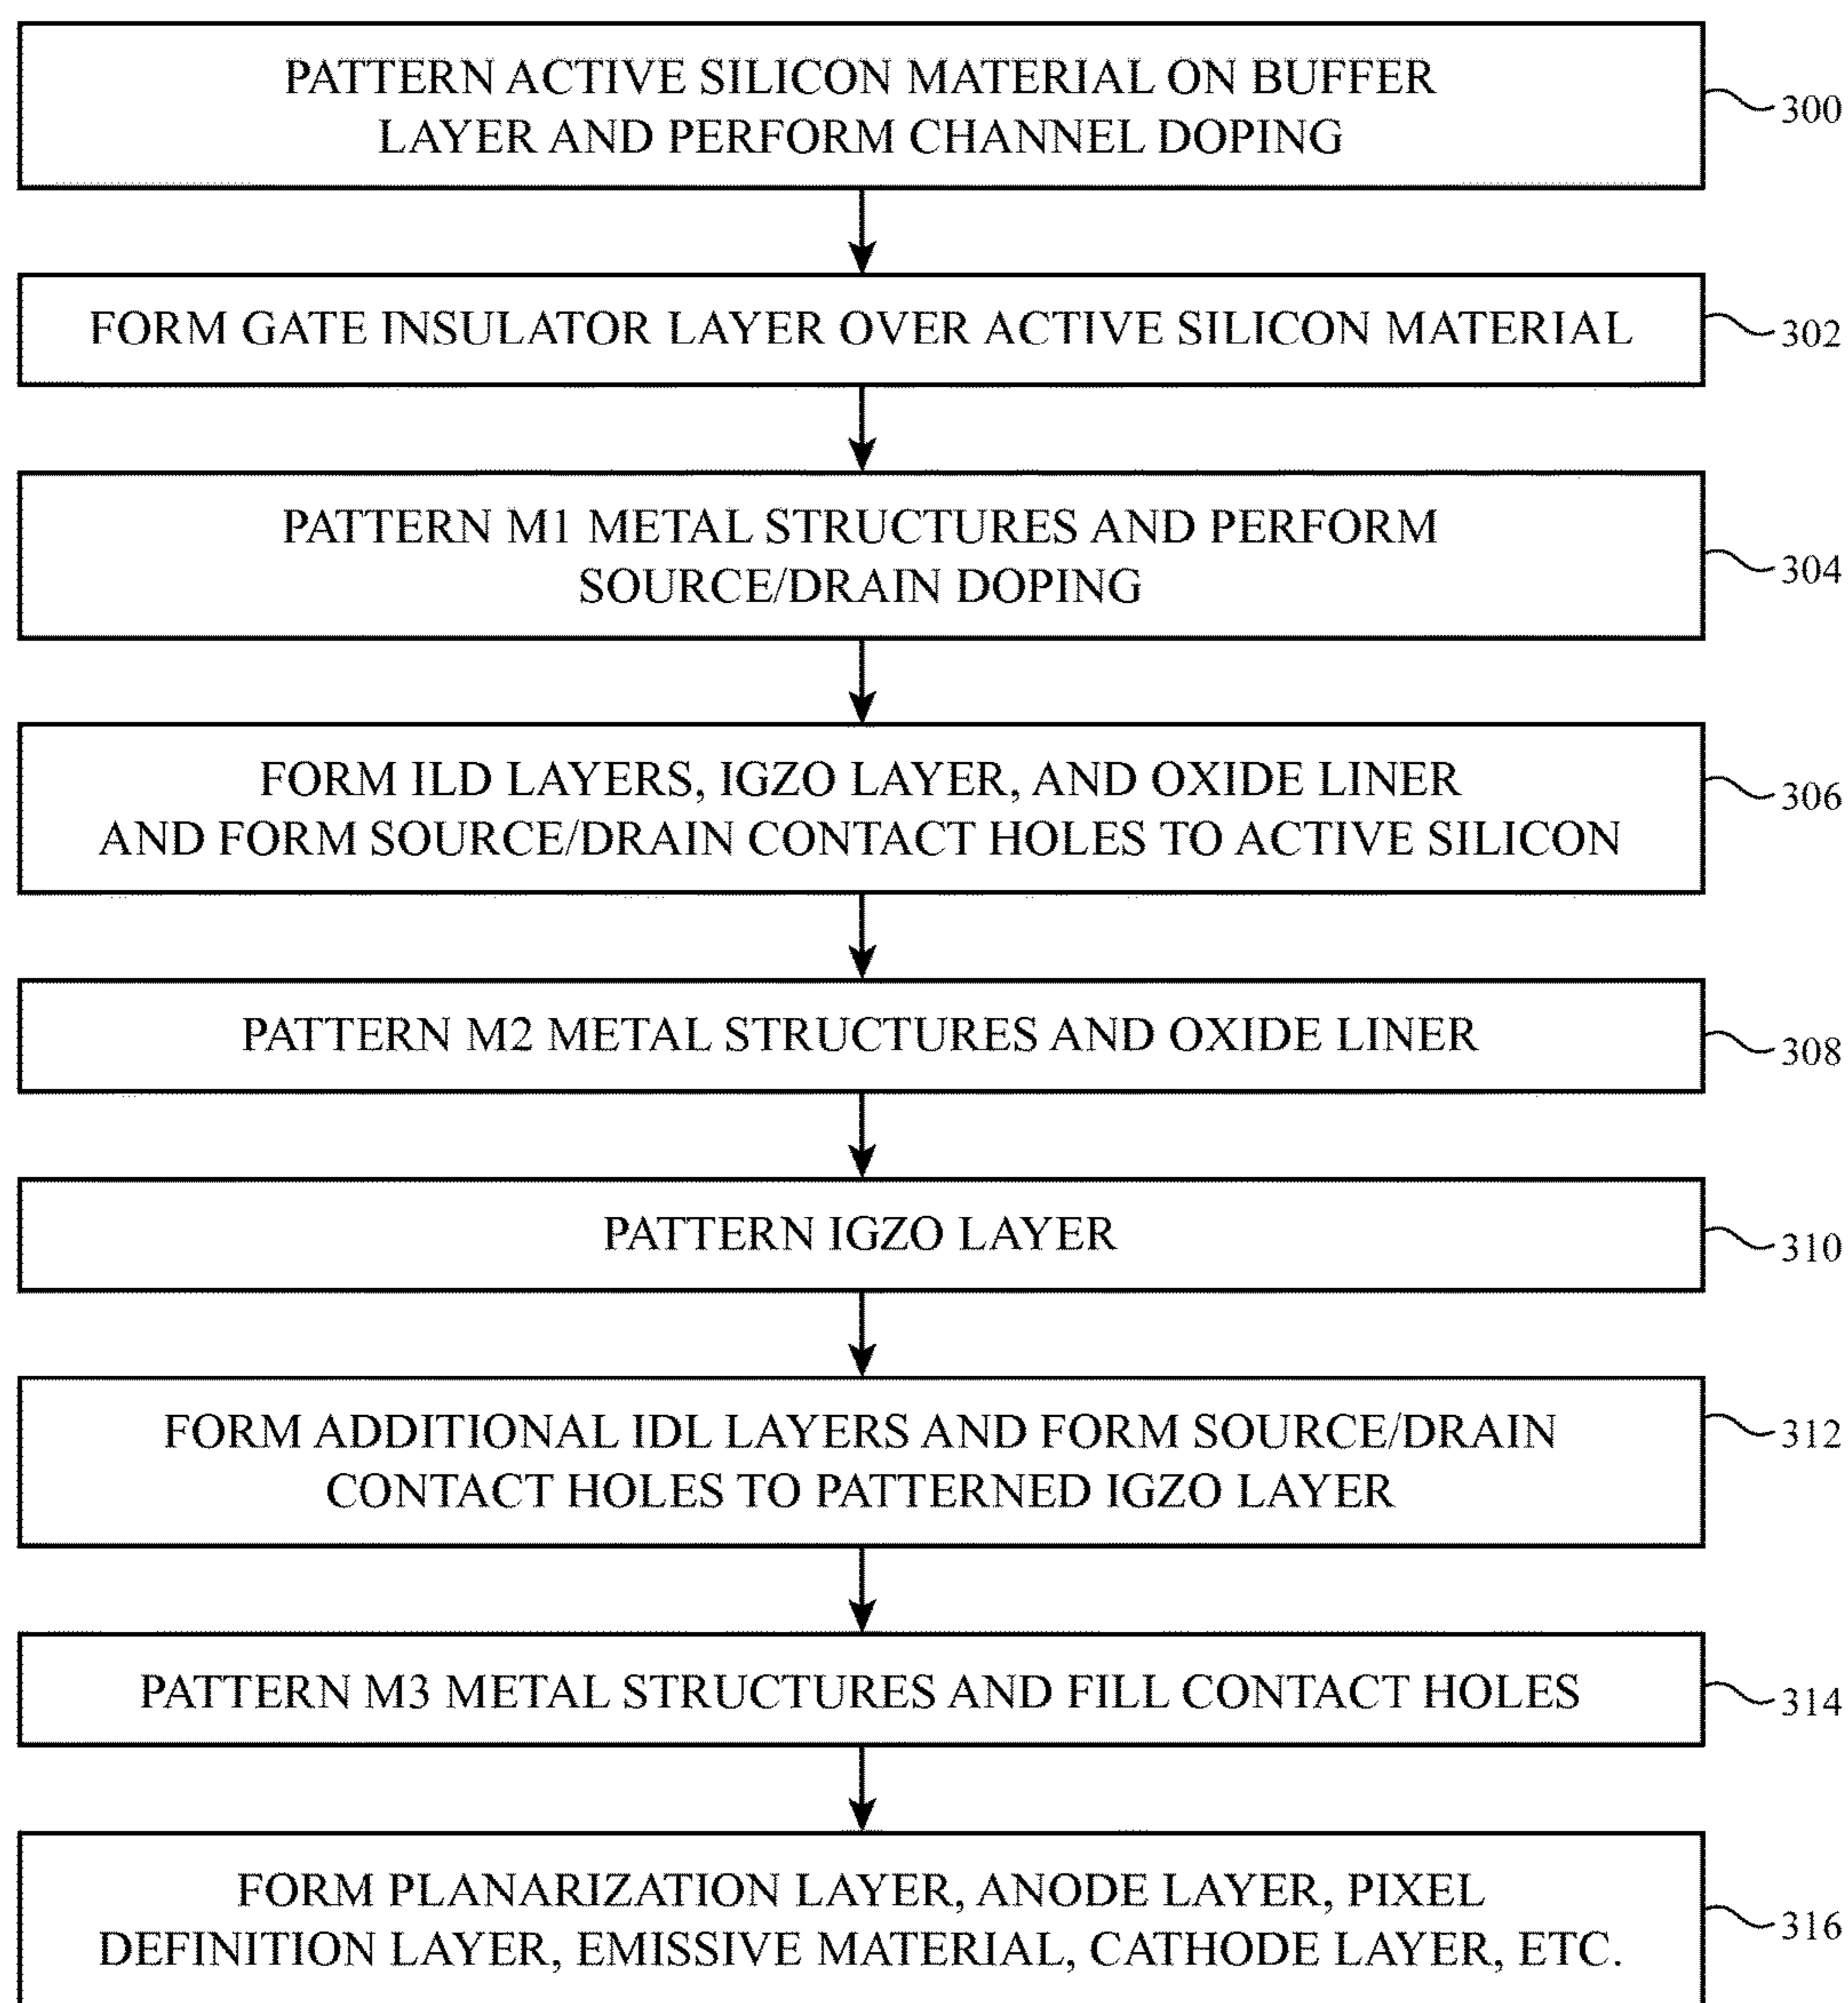 PATTERN ACTIVE SILICON MATERIAL ON BUFFER
LAYER AND PERFORM CHANNEL DOPING
300
FORM GATE INSULATOR LAYER OVER ACTIVE SILICON MATERIAL
302
PATTERN M1 METAL STRUCTURES AND PERFORM
SOURCE/DRAIN DOPING
304
FORM ILD LAYERS, IGZO LAYER, AND OXIDE LINER
AND FORM SOURCE/DRAIN CONTACT HOLES TO ACTIVE SILICON
306
PATTERN M2 METAL STRUCTURES AND OXIDE LINER
308
PATTERN IGZO LAYER
310
FORM ADDITIONAL IDL LAYERS AND FORM SOURCE/DRAIN
CONTACT HOLES TO PATTERNED IGZO LAYER
312
PATTERN M3 METAL STRUCTURES AND FILL CONTACT HOLES
314
FORM PLANARIZATION LAYER, ANODE LAYER, PIXEL
DEFINITION LAYER, EMISSIVE MATERIAL, CATHODE LAYER, ETC.
316